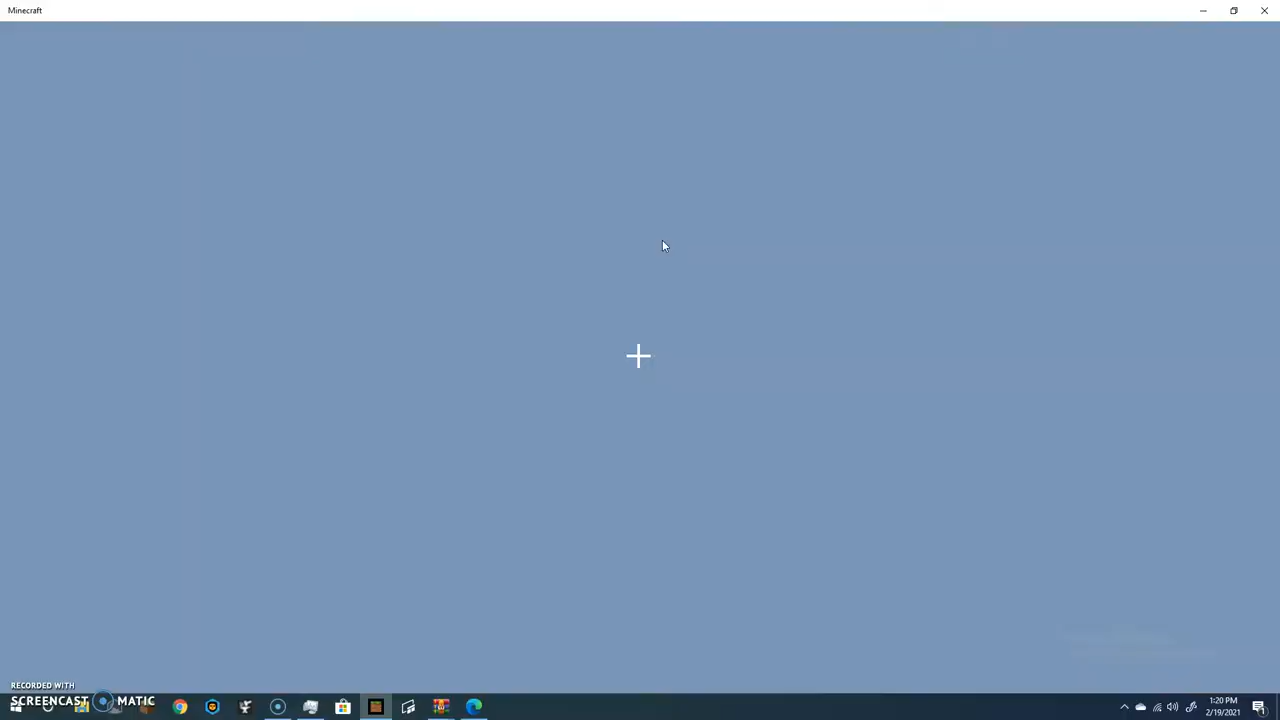 Minecraft
RECORDED WITH
SCREENCAST MATIC
1:20 PM
2/19/2021